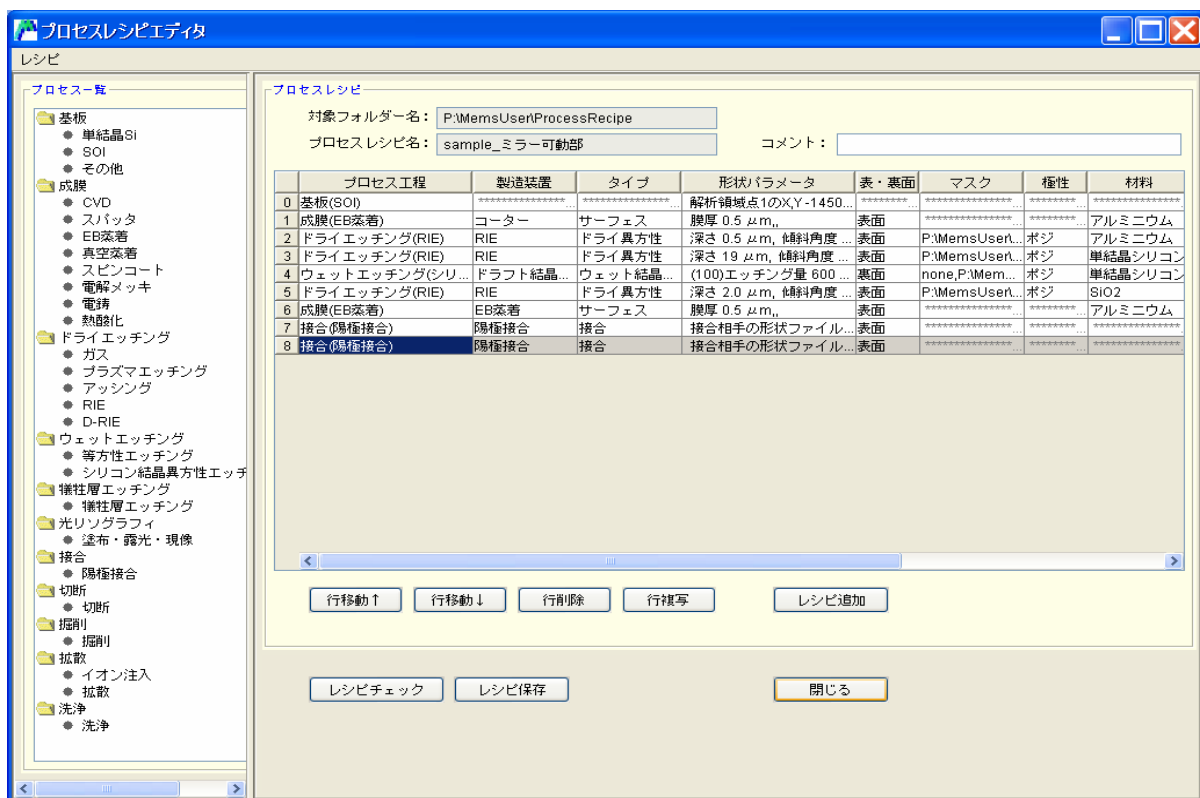 プロセスレシピエディタ
レシピ
プロセス一覧
基板
単結晶Si
SOI
その他
成膜
CVD
スパッタ
EB蒸着
真空蒸着
スピンコート
電解メッキ
電鋳
熱酸化
ドライエッチング
ガス
プラズマエッチング
アッシング
RIE
D-RIE
ウェットエッチング
等方性エッチング
シリコン結晶異方性エッチ
犠牲層エッチング
犠牲層エッチング
光リソグラフィ
塗布・露光・現像
接合
陽極接合
切断
切断
掘削
掘削
拡散
イオン注入
拡散
洗浄
洗浄
プロセスレシピ
対象フォルダー名: P:\MemsUser\ProcessRecipe
プロセスレシピ名: sample_ミラー可動部 コメント:
プロセス工程 製造装置 タイプ 形状パラメータ 表・裏面 マスク 極性 材料
0 基板(SOI) ****************... ****************... 解析領域点1のX,Y -1450... ********... ****************... ********... ****************
1 成膜(EB蒸着) コーター サーフェス 膜厚 0.5 μm,, 表面 ****************... ********... アルミニウム
2 ドライエッチング(RIE) RIE ドライ異方性 深さ 0.5 μm, 傾斜角度 ... 表面 P:\MemsUser\... ポジ アルミニウム
3 ドライエッチング(RIE) RIE ドライ異方性 深さ 19 μm, 傾斜角度 ... 表面 P:\MemsUser\... ポジ 単結晶シリコン
4 ウェットエッチング(シリ... ドラフト結晶... ウェット結晶... (100)エッチング量 600 ... 裏面 none,P:\Mem... ポジ 単結晶シリコン
5 ドライエッチング(RIE) RIE ドライ異方性 深さ 2.0 μm, 傾斜角度 ... 表面 P:\MemsUser\... ポジ SiO2
6 成膜(EB蒸着) EB蒸着 サーフェス 膜厚 0.5 μm,, 表面 ****************... ********... アルミニウム
7 接合(陽極接合) 陽極接合 接合 接合相手の形状ファイル... 表面 ****************... ********... ****************
8 接合(陽極接合) 陽極接合 接合 接合相手の形状ファイル... 表面 ****************... ********... ****************
行移動↑ 行移動↓ 行削除 行複写 レシピ追加
レシピチェック レシピ保存 閉じる